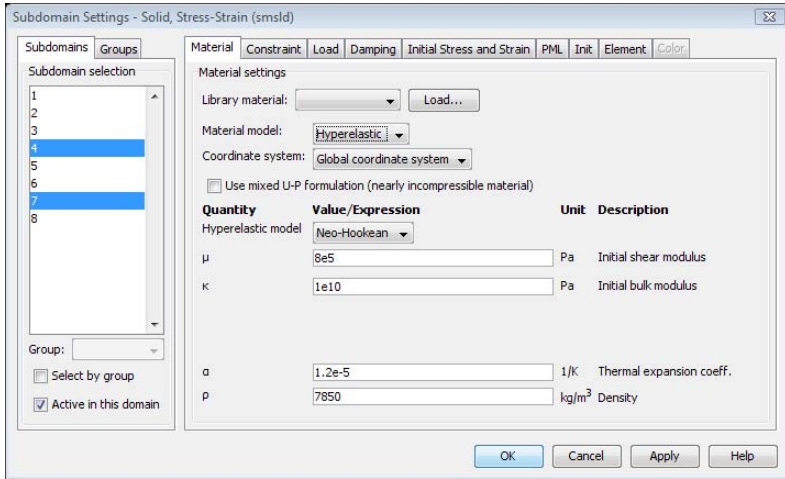 Subdomain Settings - Solid, Stress-Strain (smsld)
Subdomains Groups
Subdomain selection
1
2
3
4
5
6
7
8
Group:
Select by group
Active in this domain
Material Constraint Load Damping Initial Stress and Strain PML Init Element Color
Material settings
Library material: Load...
Material model: Hyperelastic
Coordinate system: Global coordinate system
Use mixed U-P formulation (nearly incompressible material)
Quantity Value/Expression Unit Description
Hyperelastic model Neo-Hookean
μ 8e5 Pa Initial shear modulus
κ 1e10 Pa Initial bulk modulus
α 1.2e-5 1/K Thermal expansion coeff.
ρ 7850 kg/m³ Density
OK Cancel Apply Help